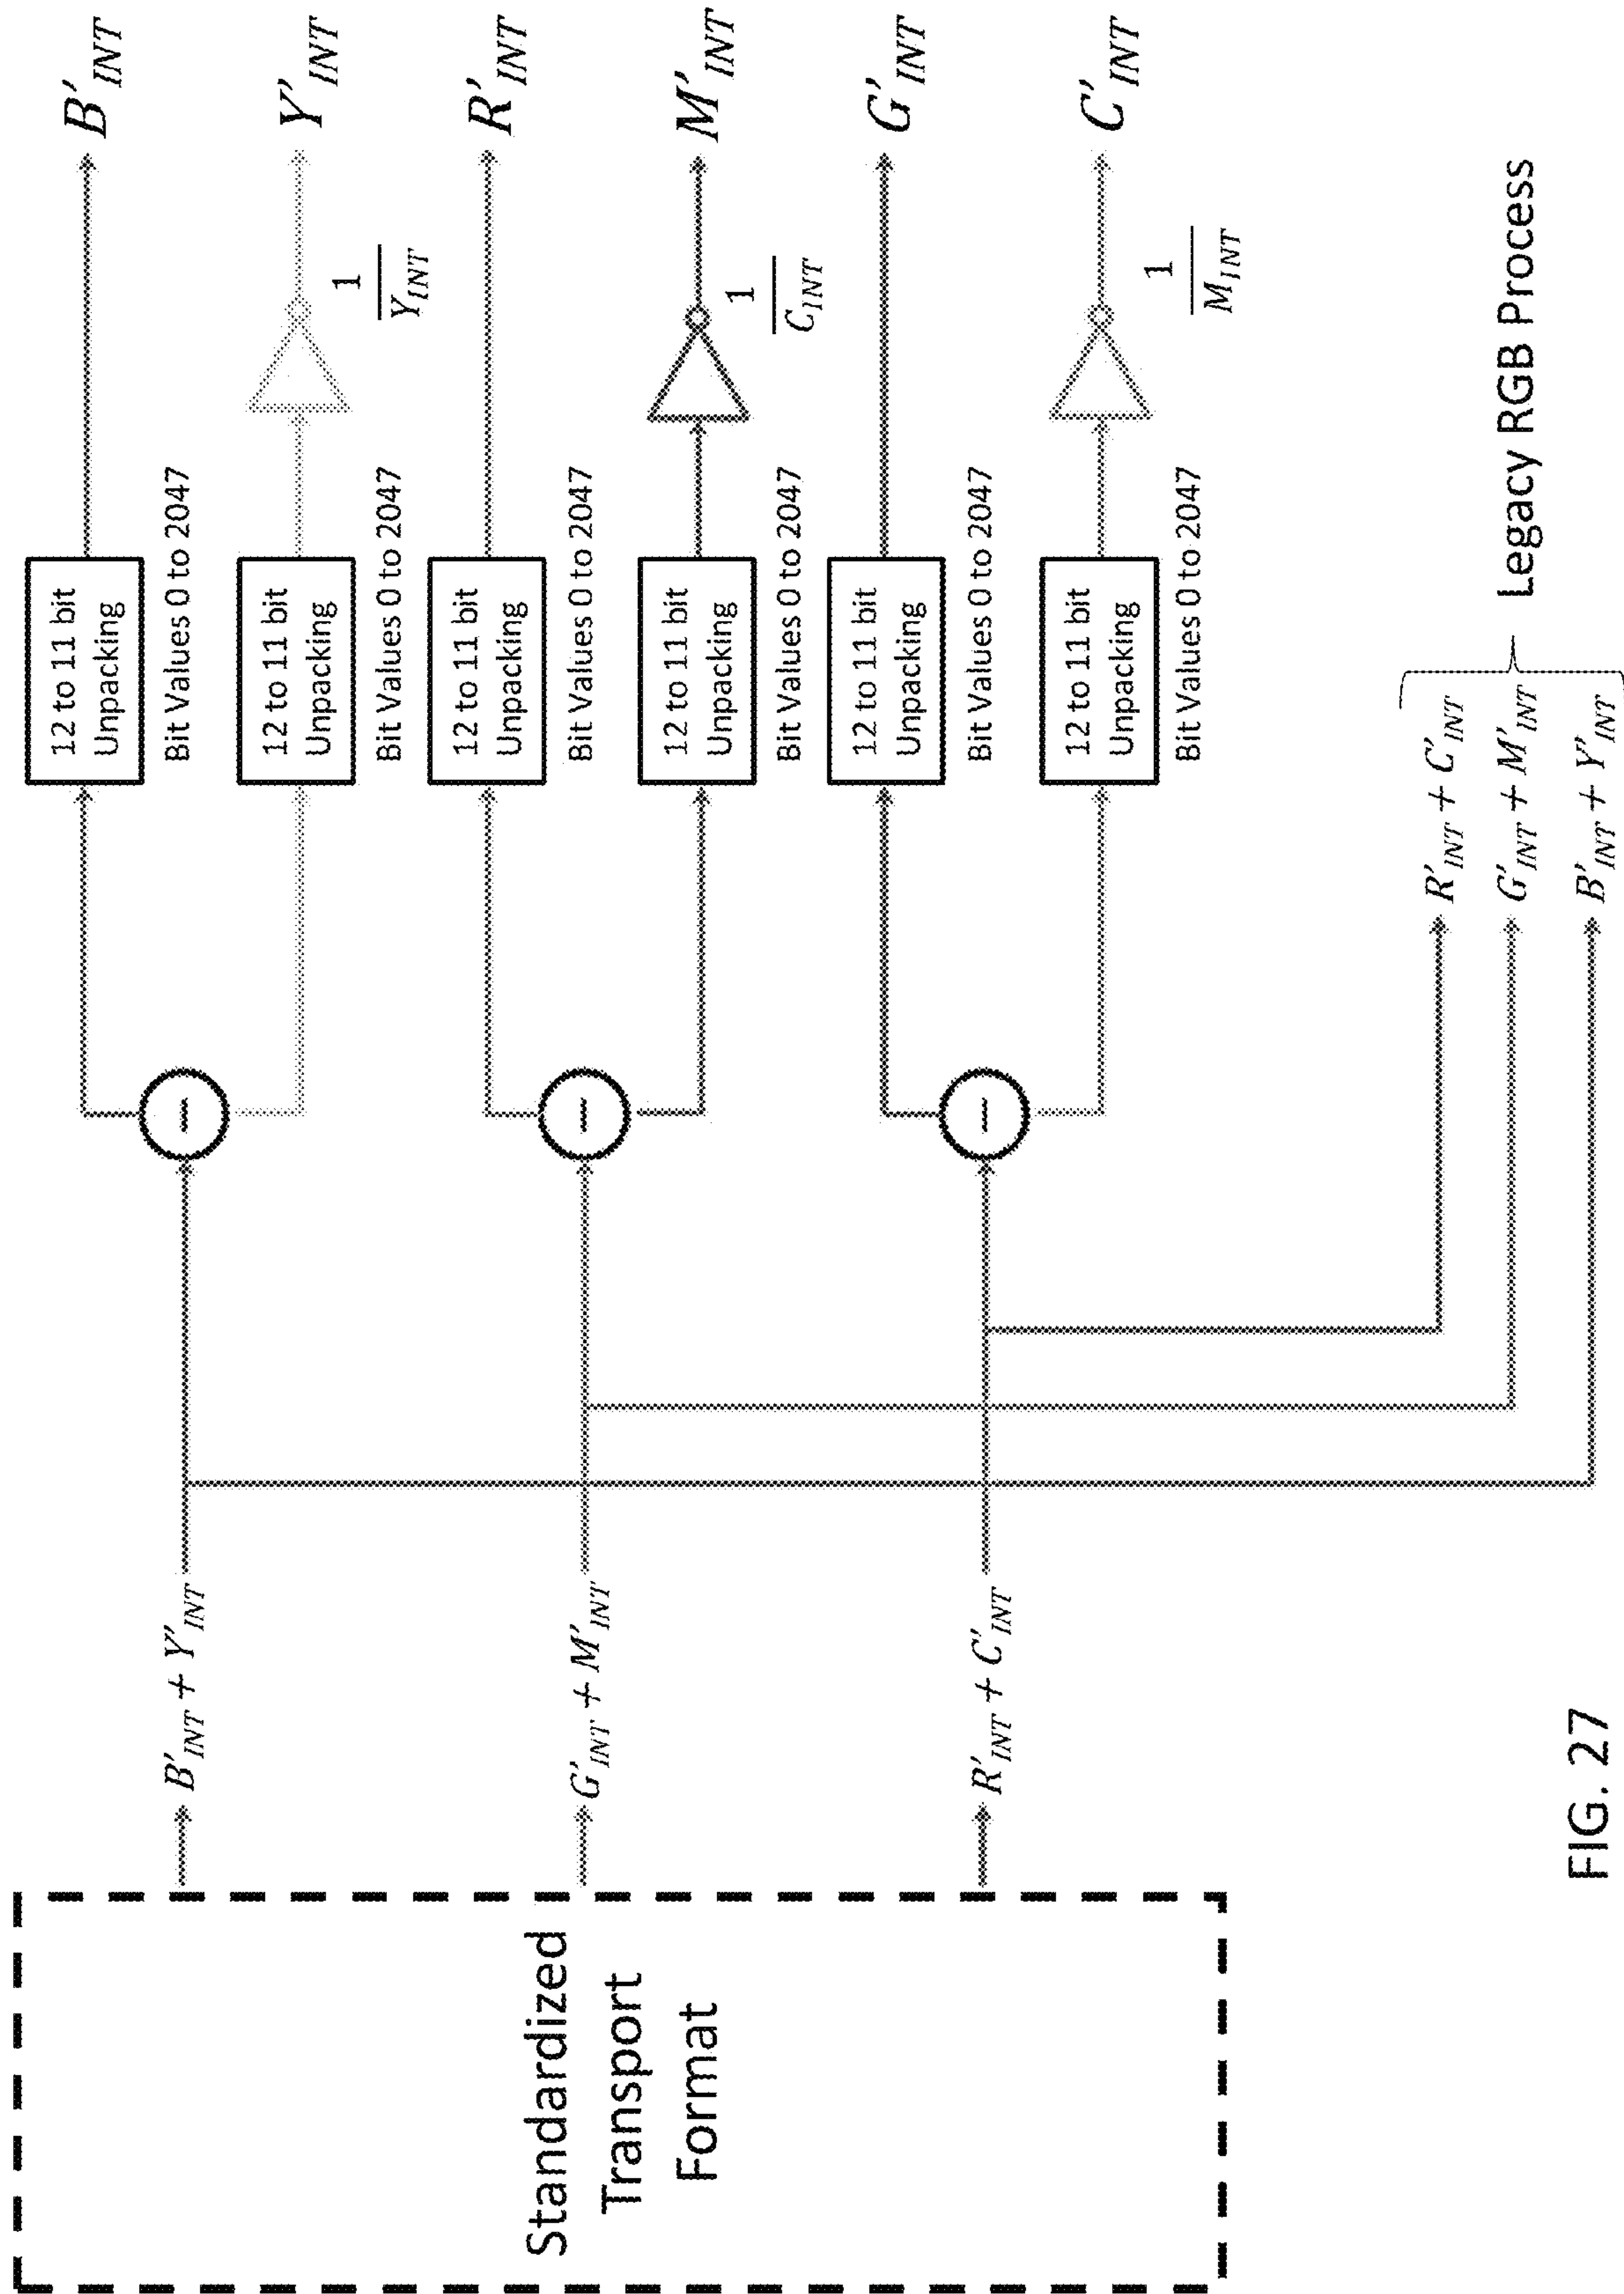 Standardized
Transport
Format
B'INT + Y'INT
G'INT + M'INT
R'INT + C'INT
−
−
−
12 to 11 bit
Unpacking
Bit Values 0 to 2047
B'INT
12 to 11 bit
Unpacking
Bit Values 0 to 2047
1
YINT
Y'INT
12 to 11 bit
Unpacking
Bit Values 0 to 2047
R'INT
12 to 11 bit
Unpacking
Bit Values 0 to 2047
1
CINT
M'INT
12 to 11 bit
Unpacking
Bit Values 0 to 2047
G'INT
12 to 11 bit
Unpacking
Bit Values 0 to 2047
1
MINT
C'INT
R'INT + C'INT
G'INT + M'INT
B'INT + Y'INT
Legacy RGB Process
FIG. 27